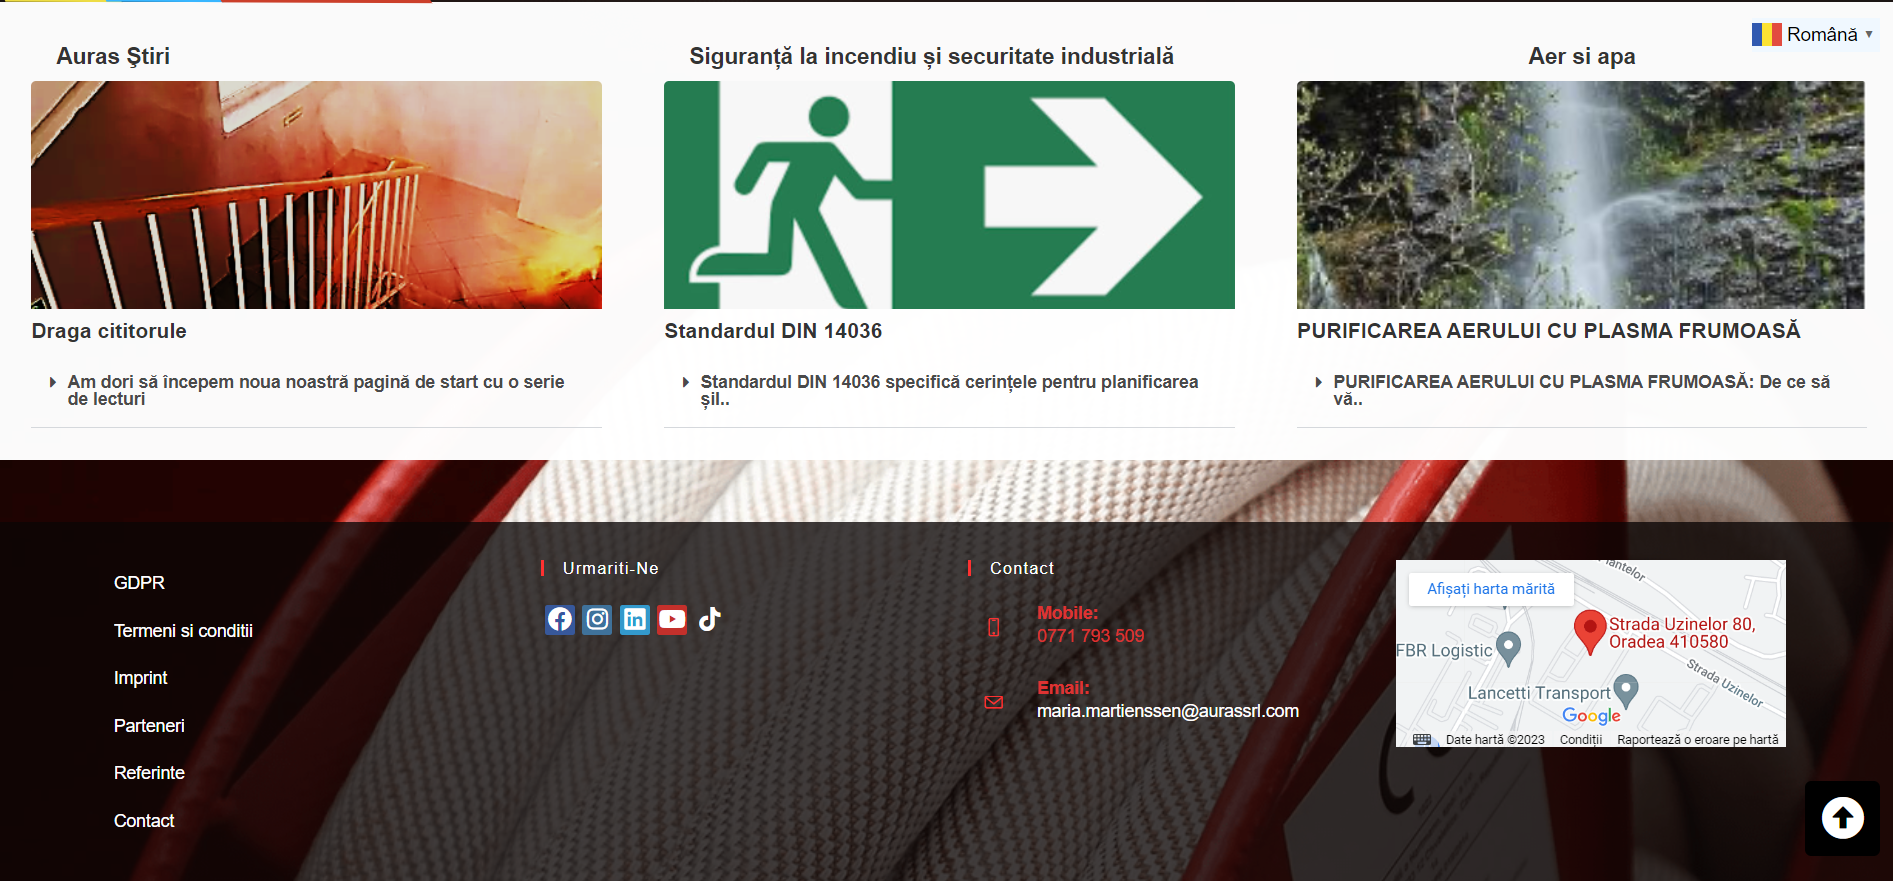 Română
Auras Ştiri
Siguranță la incendiu și securitate industrială
Aer si apa
Draga cititorule
Standardul DIN 14036
PURIFICAREA AERULUI CU PLASMA FRUMOASĂ
Am dori să începem noua noastră pagină de start cu o serie
de lecturi
Standardul DIN 14036 specifică cerințele pentru planificarea
șil..
PURIFICAREA AERULUI CU PLASMA FRUMOASĂ: De ce să
vă..
GDPR
Termeni si conditii
Imprint
Parteneri
Referinte
Contact
Urmariti-Ne
Contact
Mobile:
0771 793 509
Email:
maria.martienssen@aurassrl.com
Afișați harta mărită
Strada Uzinelor 80,
Oradea 410580
FBR Logistic
Strada Uzinelor
Lancetti Transport
Google
Date hartă ©2023 Condiții Raportează o eroare pe hartă